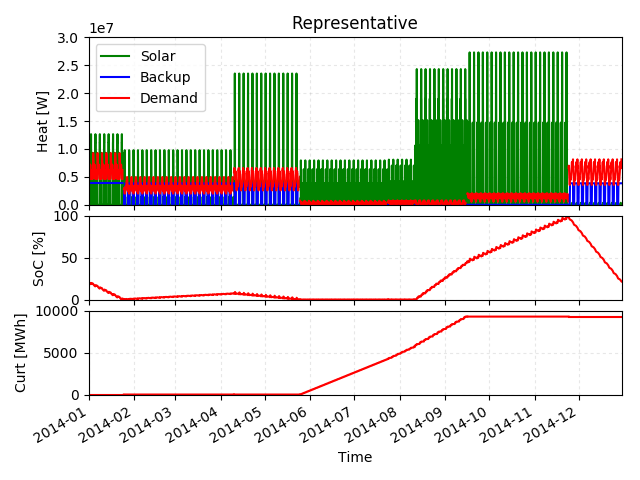 Representative
1e7
3.0
2.5
2.0
1.5
1.0
0.5
0.0
Heat [W]
Solar
Backup
Demand
100
50
0
SoC [%]
10000
5000
0
Curt [MWh]
2014-01
2014-02
2014-03
2014-04
2014-05
2014-06
2014-07
2014-08
2014-09
2014-10
2014-11
2014-12
Time